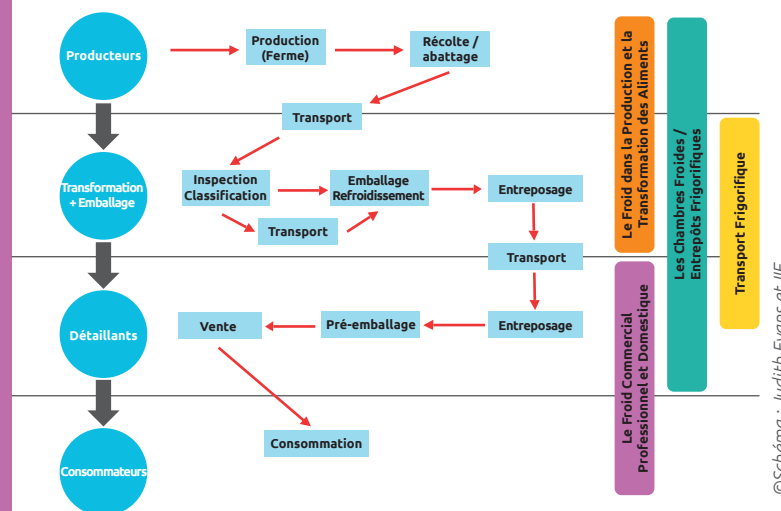 Producteurs
Production
(Ferme)
Récolte /
abattage
Transport
Transformation
+ Emballage
Inspection
Classification
Emballage
Refroidissement
Entreposage
Transport
Transport
Détaillants
Vente
Pré-emballage
Entreposage
Consommateurs
Consommation
Le Froid dans la Production et la
Transformation des Aliments
Le Froid Commercial
Professionnel et Domestique
Les Chambres Froides /
Entrepôts Frigorifiques
Transport Frigorifique
©Schéma : Judith Evans et IIF